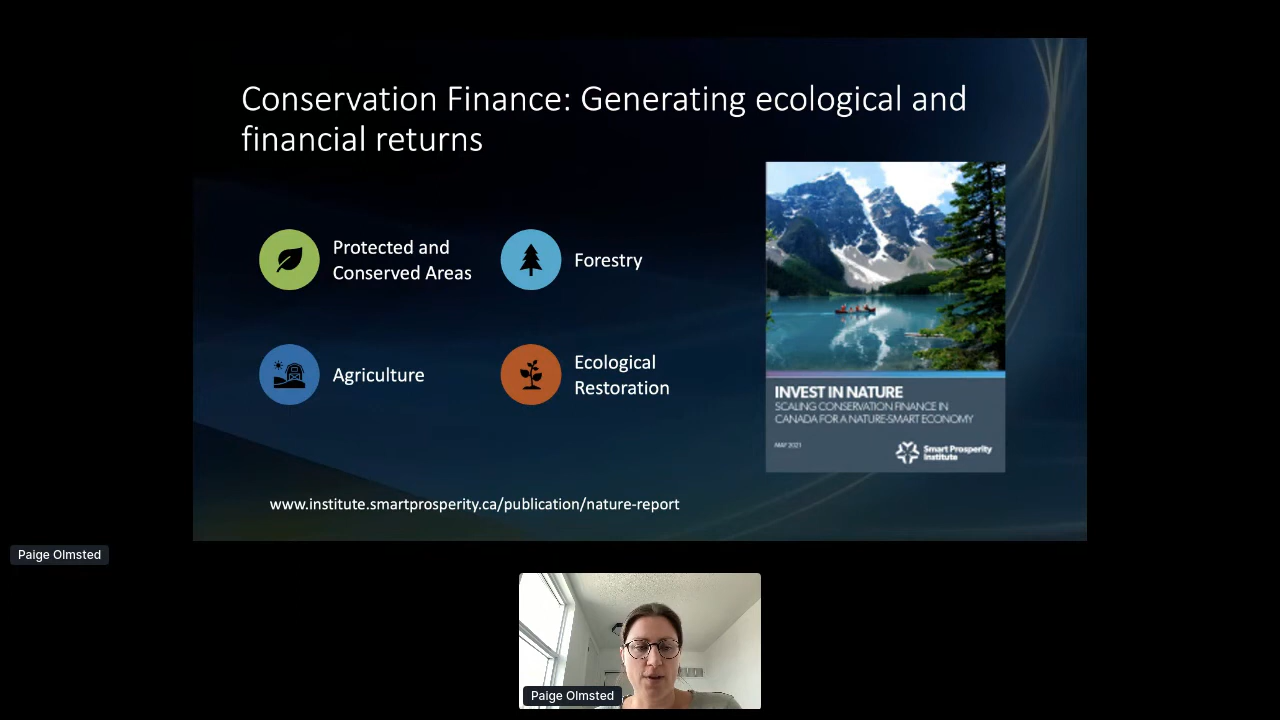 Conservation Finance: Generating ecological and
financial returns
Protected and
Conserved Areas
Forestry
Agriculture
Ecological
Restoration
INVEST IN NATURE
SCALING CONSERVATION FINANCE IN
CANADA FOR A NATURE-SMART ECONOMY
MAY 2021
Smart Prosperity
Institute
www.institute.smartprosperity.ca/publication/nature-report
Paige Olmsted
Paige Olmsted